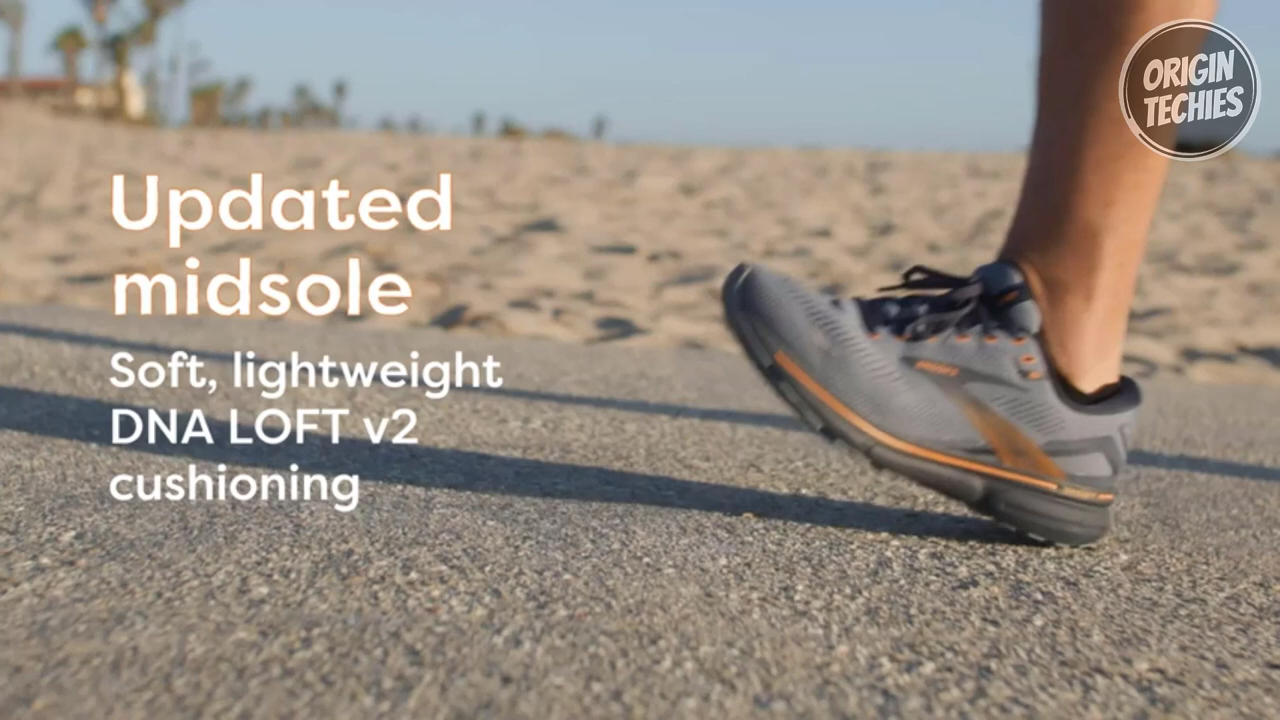 ORIGIN
TECHIES
Updated
midsole
Soft, lightweight
DNA LOFT v2
cushioning